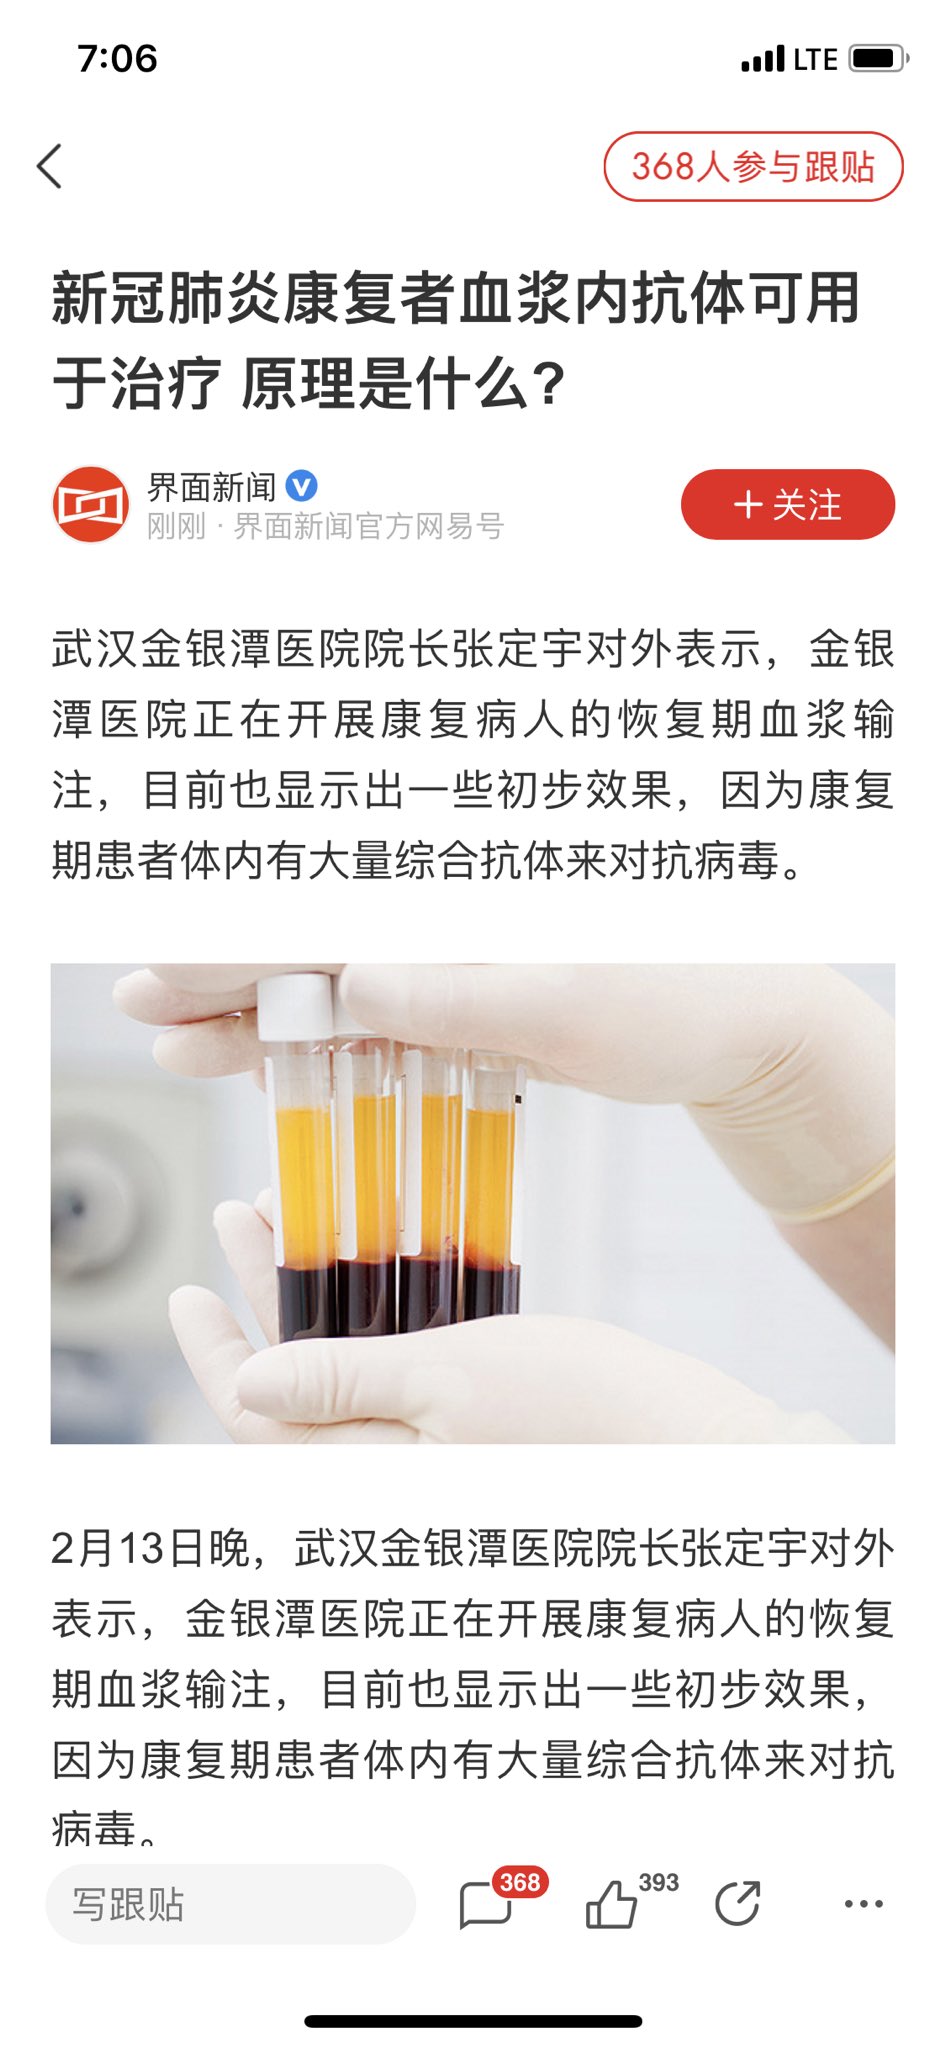 7:06
LTE
368人参与跟贴
新冠肺炎康复者血浆内抗体可用
于治疗 原理是什么?
界面新闻 V
刚刚 · 界面新闻官方网易号
+ 关注
武汉金银潭医院院长张定宇对外表示，金银
潭医院正在开展康复病人的恢复期血浆输
注，目前也显示出一些初步效果，因为康复
期患者体内有大量综合抗体来对抗病毒。
2月13日晚，武汉金银潭医院院长张定宇对外
表示，金银潭医院正在开展康复病人的恢复
期血浆输注，目前也显示出一些初步效果，
因为康复期患者体内有大量综合抗体来对抗
病毒。
写跟贴
368
393